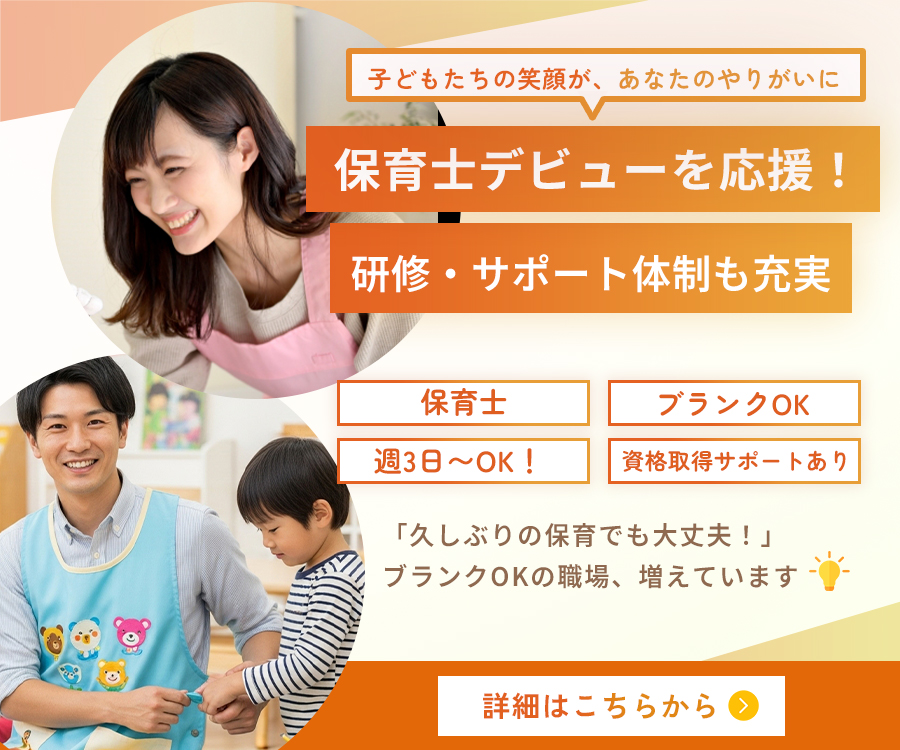 子どもたちの笑顔が、あなたのやりがいに
保育士デビューを応援！
研修・サポート体制も充実
保育士
ブランクOK
週3日〜OK！
資格取得サポートあり
「久しぶりの保育でも大丈夫！」
ブランクOKの職場、増えています
詳細はこちらから